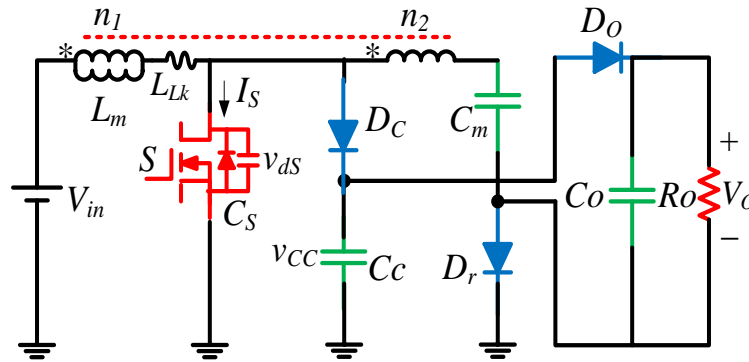 n1 n2 DO
* *
LLk IS
Lm DC Cm
S vdS + 
Vin CS Co Ro VO
vCC Cc Dr −